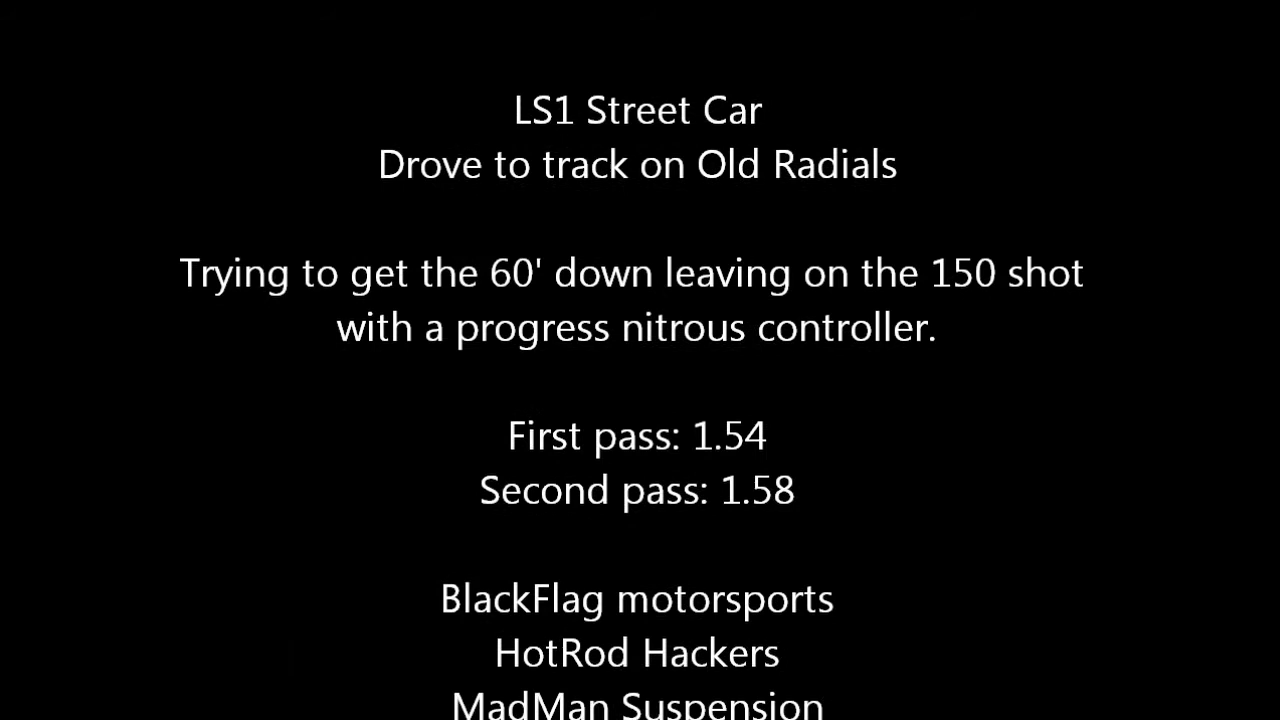 LS1 Street Car
Drove to track on Old Radials
Trying to get the 60' down leaving on the 150 shot
with a progress nitrous controller.
First pass: 1.54
Second pass: 1.58
BlackFlag motorsports
HotRod Hackers
MadMan Suspension